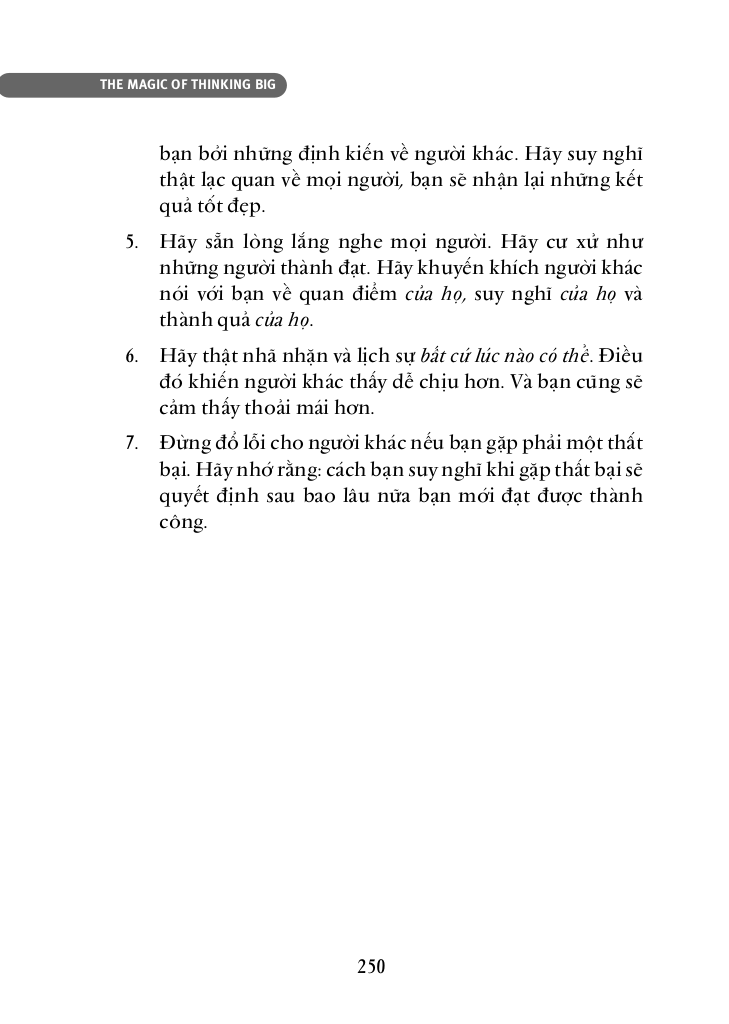 THE MAGIC OF THINKING BIG
bạn bởi những định kiến về người khác. Hãy suy nghĩ
thật lạc quan về mọi người, bạn sẽ nhận lại những kết
quả tốt đẹp.
5. Hãy sẵn lòng lắng nghe mọi người. Hãy cư xử như
những người thành đạt. Hãy khuyến khích người khác
nói với bạn về quan điểm của họ, suy nghĩ của họ và
thành quả của họ.
6. Hãy thật nhã nhặn và lịch sự bất cứ lúc nào có thể. Điều
đó khiến người khác thấy dễ chịu hơn. Và bạn cũng sẽ
cảm thấy thoải mái hơn.
7. Đừng đổ lỗi cho người khác nếu bạn gặp phải một thất
bại. Hãy nhớ rằng: cách bạn suy nghĩ khi gặp thất bại sẽ
quyết định sau bao lâu nữa bạn mới đạt được thành
công.
250